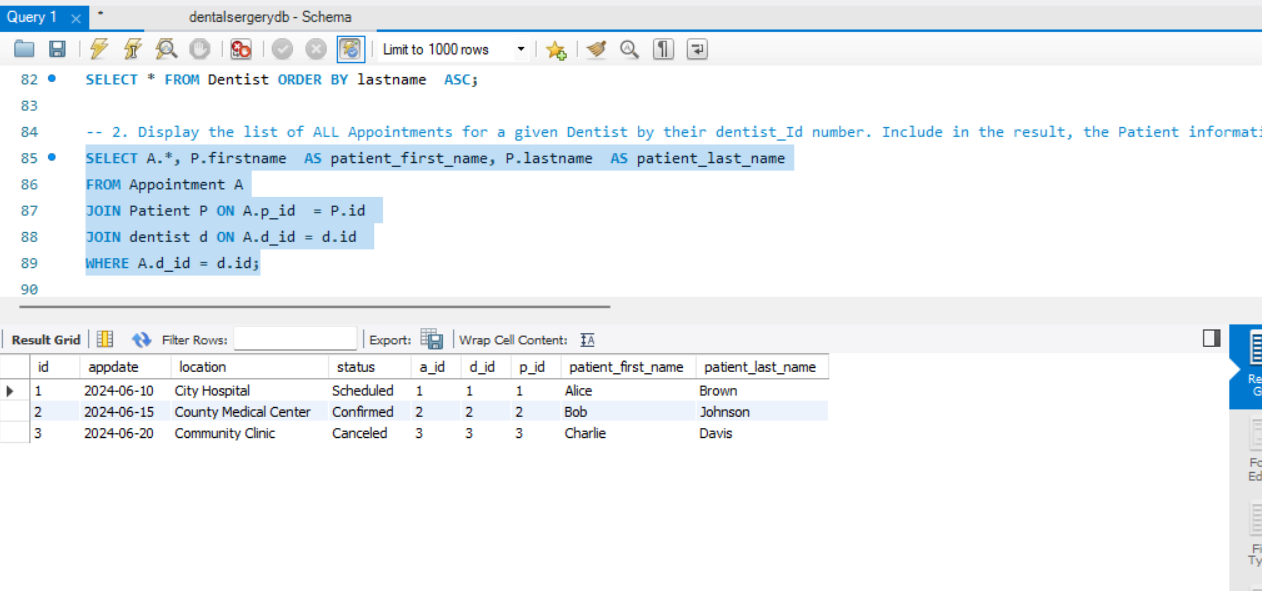 Query 1
dentalsergerydb - Schema
Limit to 1000 rows
82 SELECT * FROM Dentist ORDER BY lastname  ASC;
83
84 -- 2. Display the list of ALL Appointments for a given Dentist by their dentist_Id number. Include in the result, the Patient informati
85 SELECT A.*, P.firstname  AS patient_first_name, P.lastname  AS patient_last_name
86 FROM Appointment A
87 JOIN Patient P ON A.p_id  = P.id
88 JOIN dentist d ON A.d_id = d.id
89 WHERE A.d_id = d.id;
90
Result Grid Filter Rows: Export: Wrap Cell Content:
id appdate location status a_id d_id p_id patient_first_name patient_last_name
1 2024-06-10 City Hospital Scheduled 1 1 1 Alice Brown
2 2024-06-15 County Medical Center Confirmed 2 2 2 Bob Johnson
3 2024-06-20 Community Clinic Canceled 3 3 3 Charlie Davis